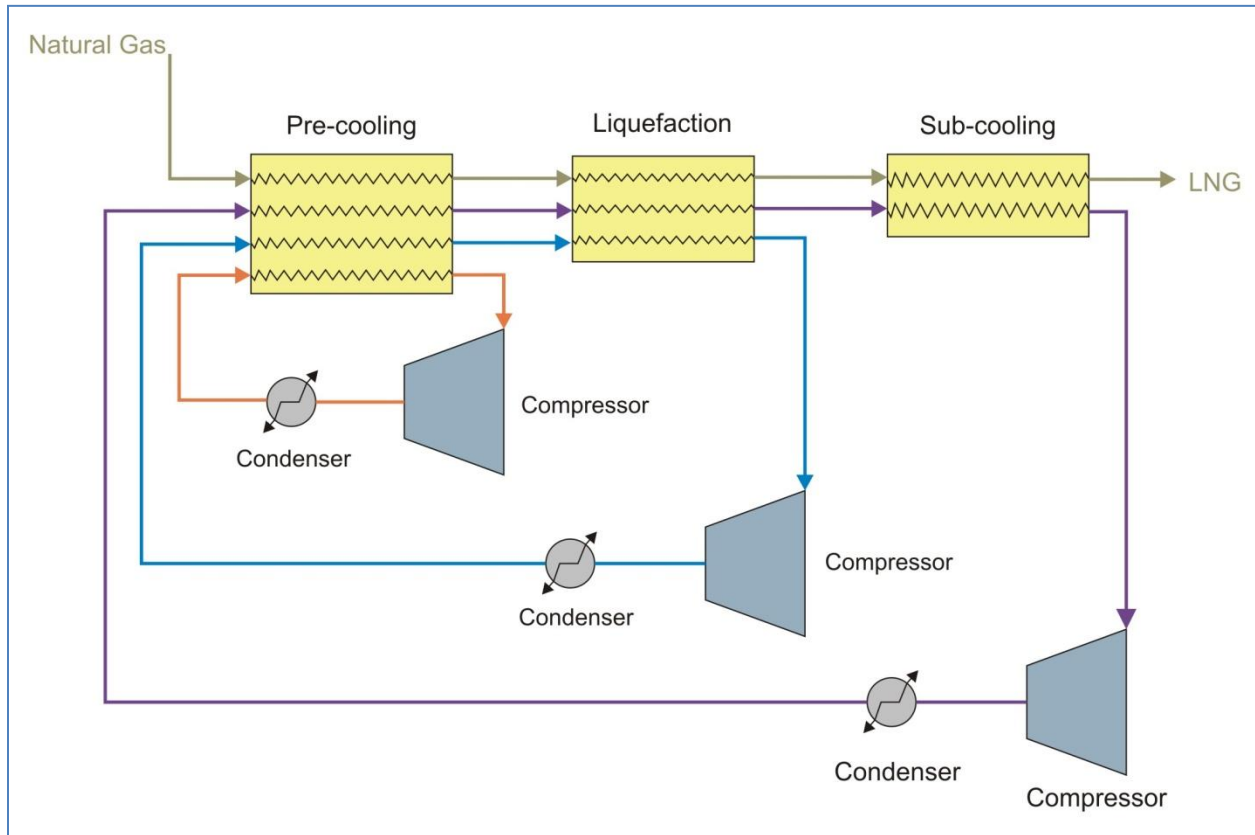 Natural Gas
Pre-cooling
Liquefaction
Sub-cooling
LNG
Compressor
Condenser
Compressor
Condenser
Condenser
Compressor